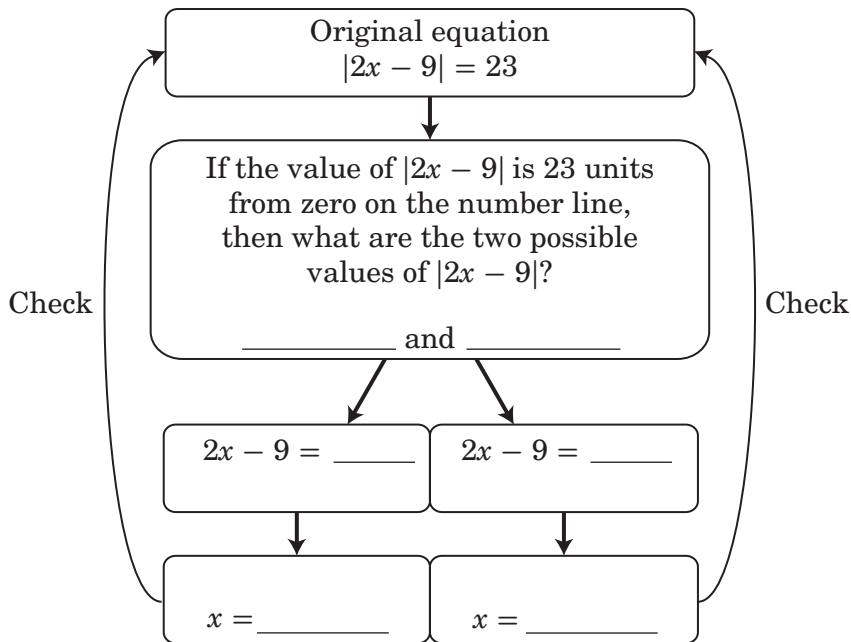 Original equation
|2x − 9| = 23
If the value of |2x − 9| is 23 units
from zero on the number line,
then what are the two possible
values of |2x − 9|?
Check
Check
__________ and __________
2x − 9 = _____
2x − 9 = _____
x = ________
x = ________